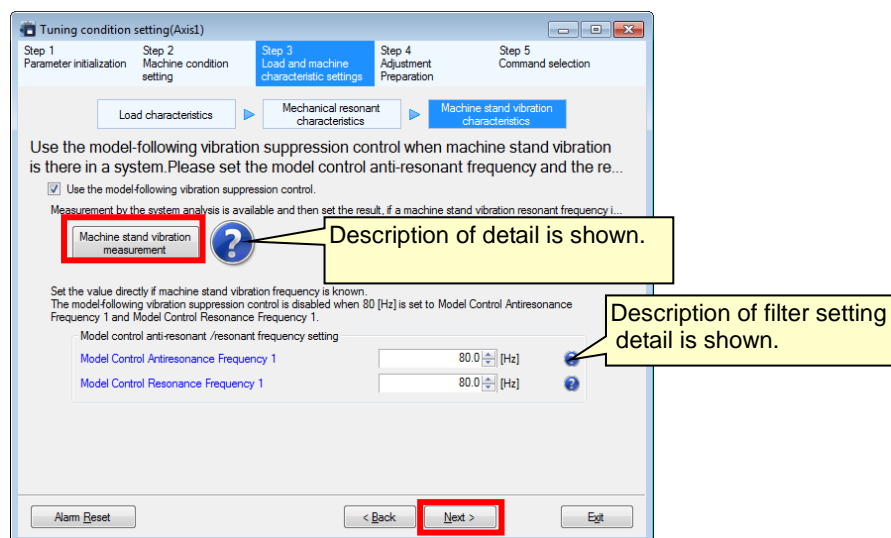 Tuning condition setting(Axis1)
Step 1
Parameter initialization
Step 2
Machine condition
setting
Step 3
Load and machine
characteristic settings
Step 4
Adjustment
Preparation
Step 5
Command selection
Load characteristics
Mechanical resonant
characteristics
Machine stand vibration
characteristics
Use the model-following vibration suppression control when machine stand vibration
is there in a system.Please set the model control anti-resonant frequency and the re...
Use the model-following vibration suppression control.
Measurement by the system analysis is available and then set the result, if a machine stand vibration resonant frequency i...
Machine stand vibration
measurement
?
Description of detail is shown.
Set the value directly if machine stand vibration frequency is known.
The model-following vibration suppression control is disabled when 80 [Hz] is set to Model Control Antiresonance
Frequency 1 and Model Control Resonance Frequency 1.
Description of filter setting
detail is shown.
Model control anti-resonant /resonant frequency setting
Model Control Antiresonance Frequency 1
80.0 [Hz]
Model Control Resonance Frequency 1
80.0 [Hz] ?
Alarm Reset
< Back
Next >
Exit